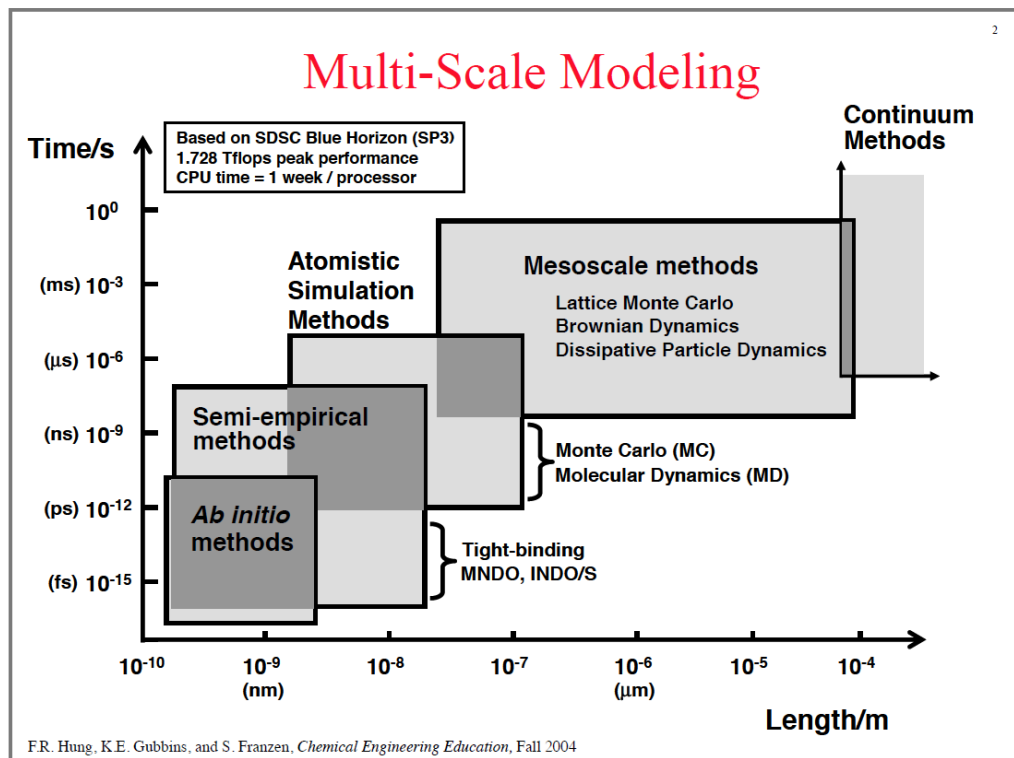 2
Multi-Scale Modeling
Continuum
Methods
Time/s
Based on SDSC Blue Horizon (SP3)
1.728 Tflops peak performance
CPU time = 1 week / processor
10⁰
(ms) 10⁻³
(μs) 10⁻⁶
(ns) 10⁻⁹
(ps) 10⁻¹²
(fs) 10⁻¹⁵
Atomistic
Simulation
Methods
Mesoscale methods
Lattice Monte Carlo
Brownian Dynamics
Dissipative Particle Dynamics
Semi-empirical
methods
Monte Carlo (MC)
Molecular Dynamics (MD)
Ab initio
methods
Tight-binding
MNDO, INDO/S
10⁻¹⁰ 10⁻⁹ 10⁻⁸ 10⁻⁷ 10⁻⁶ 10⁻⁵ 10⁻⁴
(nm) (μm)
Length/m
F.R. Hung, K.E. Gubbins, and S. Franzen, Chemical Engineering Education, Fall 2004